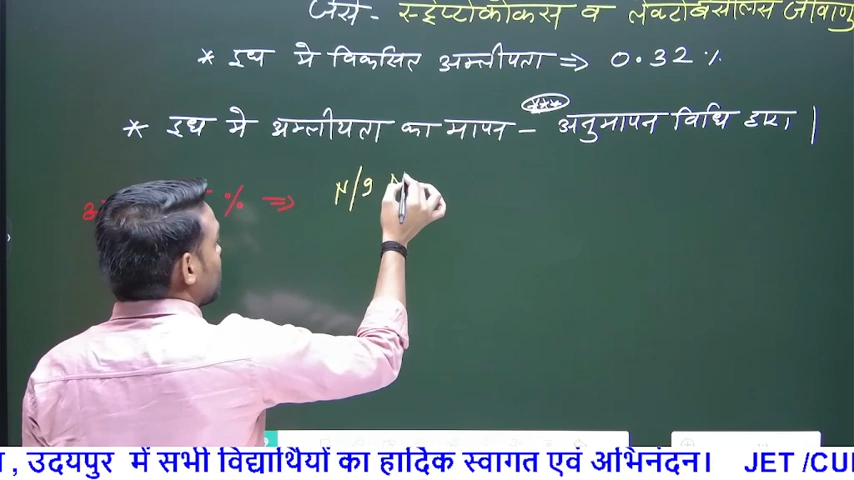 जैसे - स्ट्रेप्टोकोकस व लेक्टोबेसीलस जीवाणु
* दूध में विकसित अम्लीयता ⇒ 0.32 %
* दूध में अम्लीयता का मापन - अनुमापन विधि द्वारा |
% ⇒ N/9 N
, उदयपुर में सभी विद्यार्थियों का हार्दिक स्वागत एवं अभिनंदन। JET /CUE